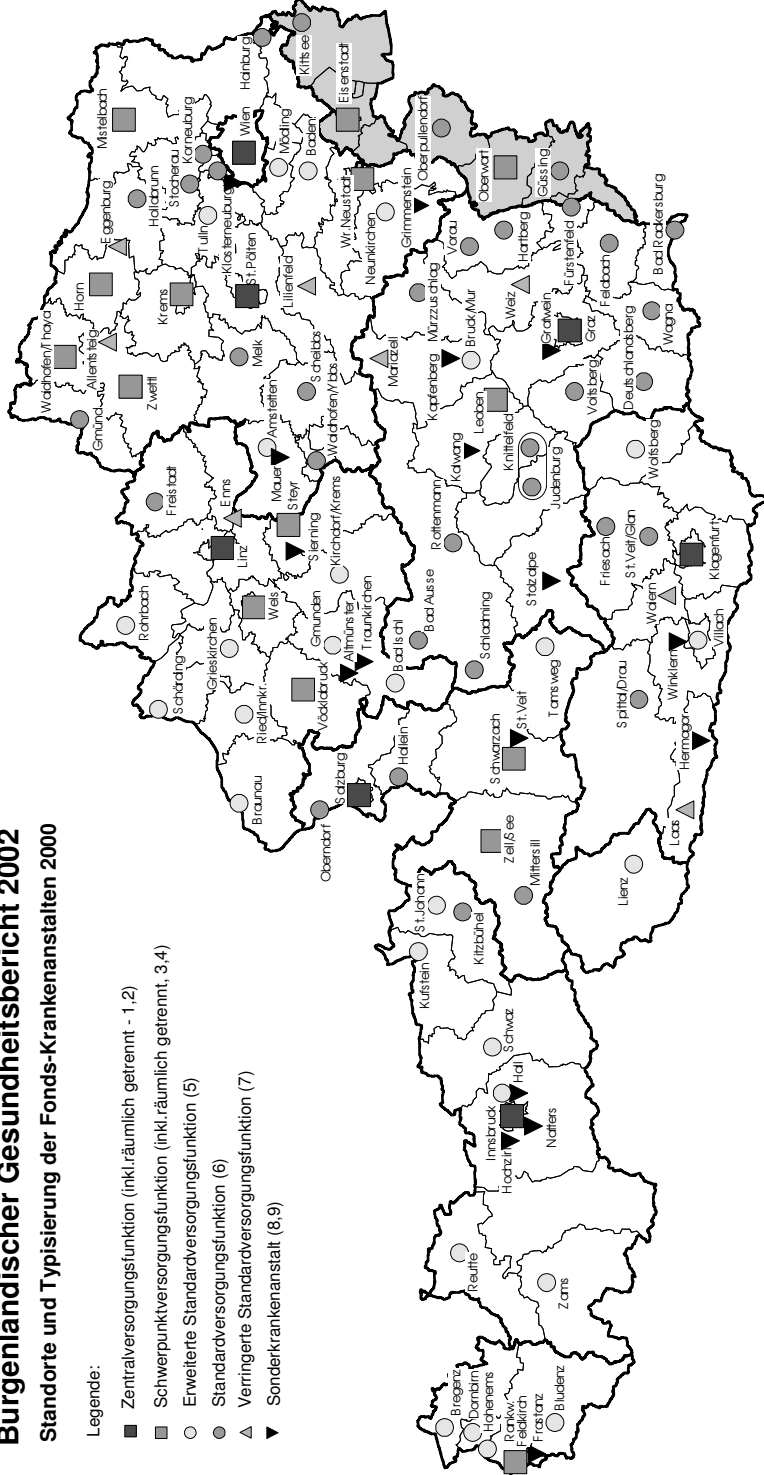 Burgenländischer Gesundheitsbericht 2002
Standorte und Typisierung der Fonds-Krankenanstalten 2000
Legende:
Zentralversorgungsfunktion (inkl.räumlich getrennt - 1,2)
Schwerpunktversorgungsfunktion (inkl.räumlich getrennt, 3,4)
Erweiterte Standardversorgungsfunktion (5)
Standardversorgungsfunktion (6)
Verringerte Standardversorgungsfunktion (7)
Sonderkrankenanstalt (8,9)
Waidhofen/Thaya
Gmünd
Allentsteig
Horn
Eggenburg
Mistelbach
Zwettl
Krems
Hollabrunn
Stockerau
Korneuburg
Tulln
Klosterneuburg
Wien
Hainburg
Kittsee
Melk
St.Pölten
Mödling
Baden
Eisenstadt
Amstetten
Mauer
Scheibbs
Waidhofen/Ybbs
Lilienfeld
Wr.Neustadt
Neunkirchen
Grimmenstein
Oberpullendorf
Oberwart
Güssing
Freistadt
Rohrbach
Linz
Enns
Steyr
Sierning
Schärding
Grieskirchen
Wels
Kirchdorf/Krems
Ried/Innkr.
Braunau
Vöcklabruck
Gmunden
Altmünster
Traunkirchen
Bad Ischl
Oberndorf
Salzburg
Hallein
Bad Ausse
Schladming
Rottenmann
Kalwang
Mariazell
Kapfenberg
Bruck/Mur
Mürzzuschlag
Vorau
Hartberg
Fürstenfeld
Feldbach
Bad Radkersburg
Weiz
Gratwein
Graz
Wagna
Deutschlandsberg
Voitsberg
Leoben
Knittelfeld
Judenburg
Stolzalpe
Schwarzach
St.Veit
Tamsweg
Zell/See
Mittersill
St.Johann
Kitzbühel
Kufstein
Schwaz
Hall
Innsbruck
Hochzirl
Natters
Reutte
Zams
Lienz
Laas
Hermagor
Spittal/Drau
Winklern
Villach
Waiern
Friesach
St.Veit/Glan
Klagenfurt
Wolfsberg
Bregenz
Dornbirn
Hohenems
Rankw.
Feldkirch
Frastanz
Bludenz